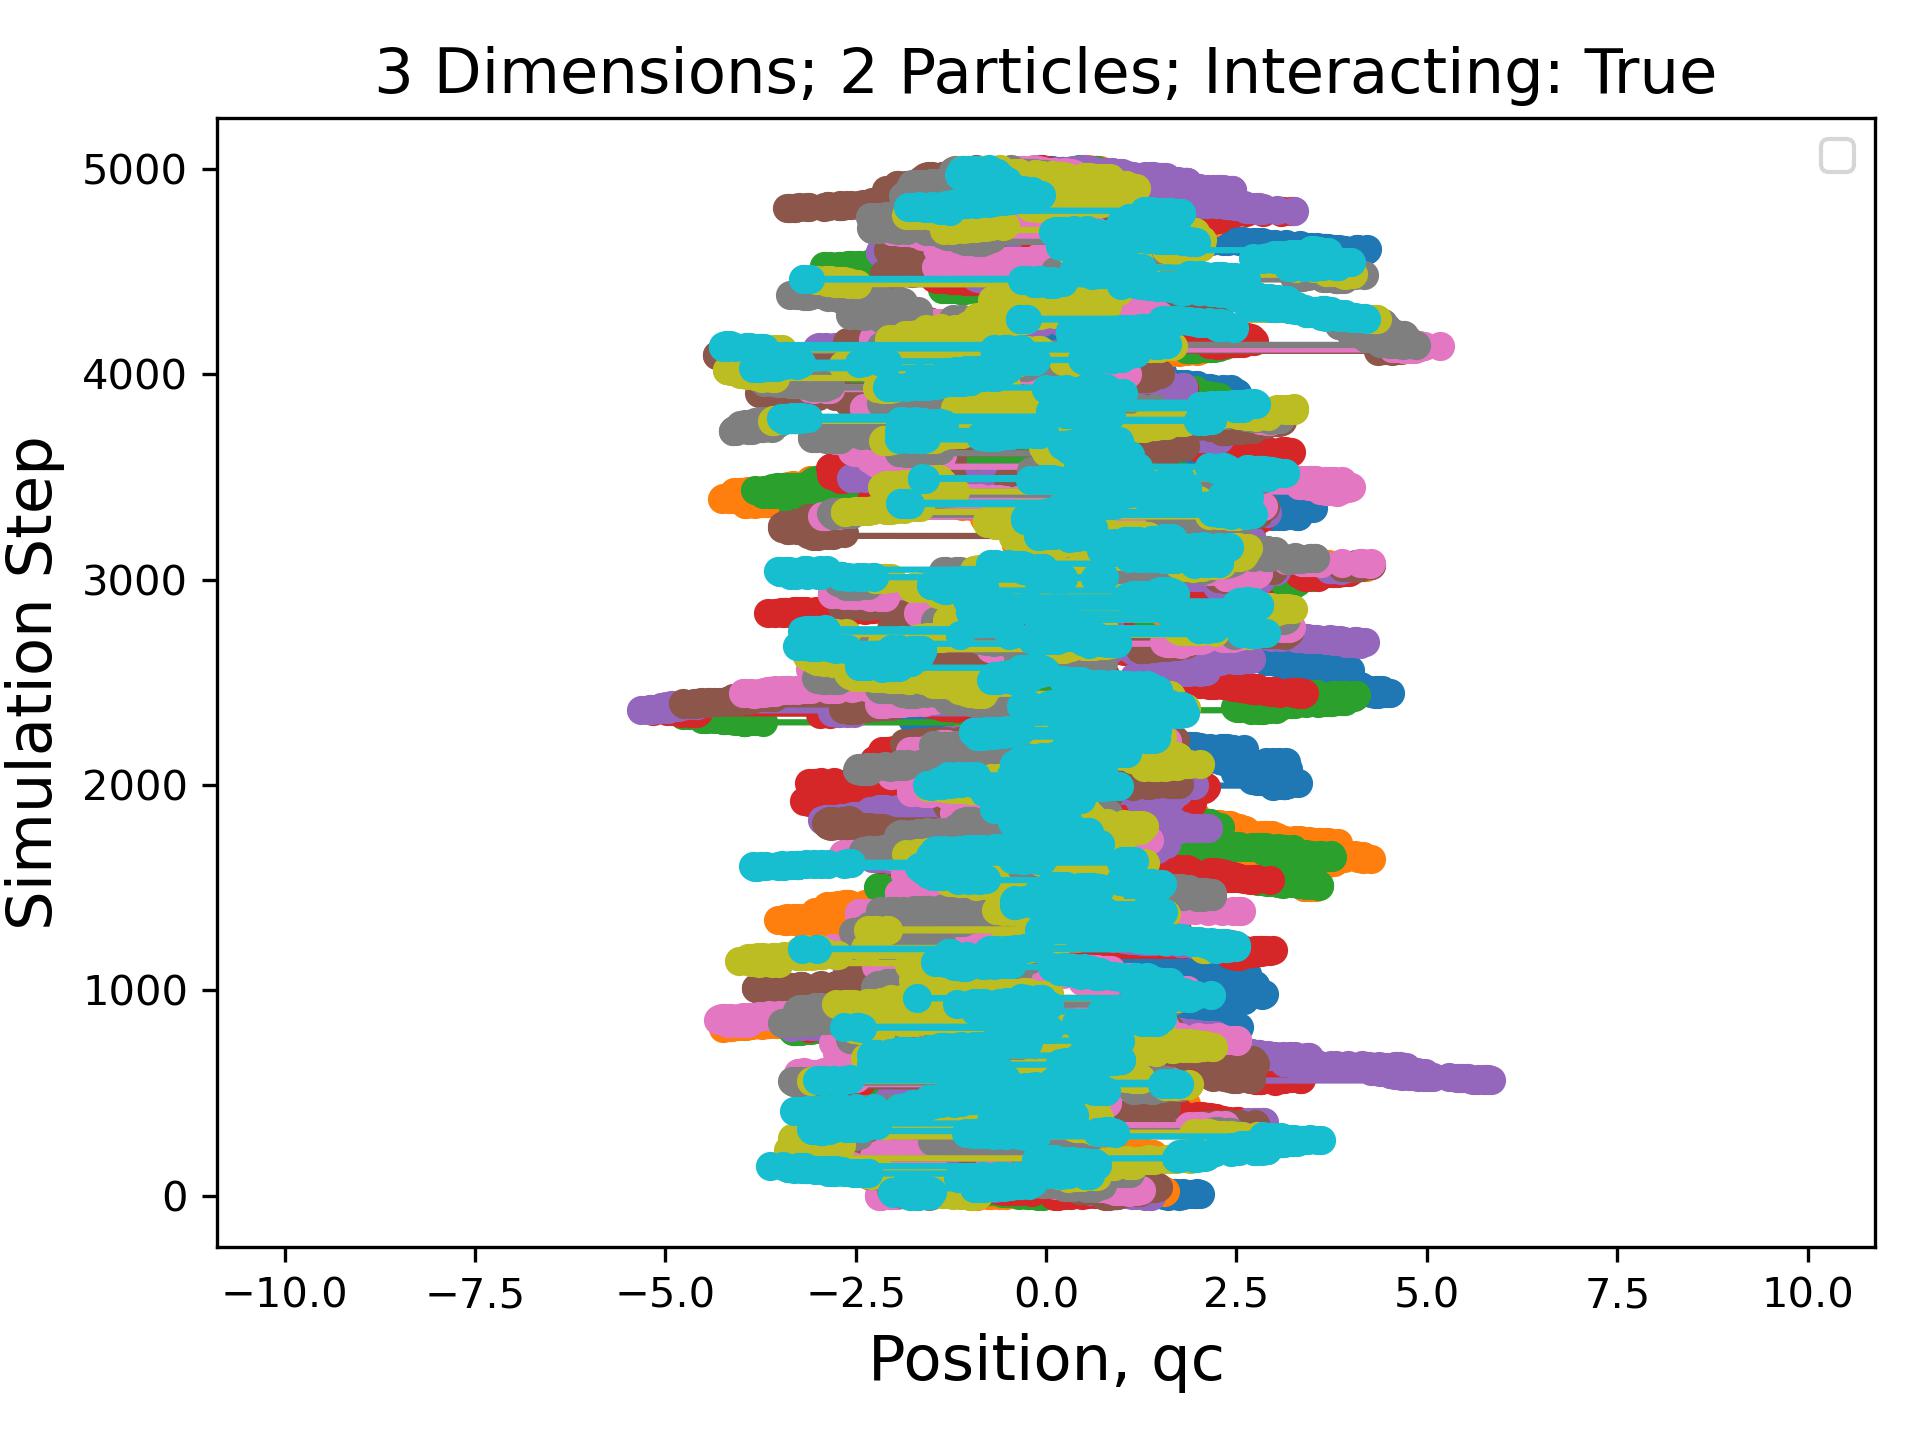 3 Dimensions; 2 Particles; Interacting: True
Simulation Step
5000
4000
3000
2000
1000
0
−10.0 −7.5 −5.0 −2.5 0.0 2.5 5.0 7.5 10.0
Position, qc